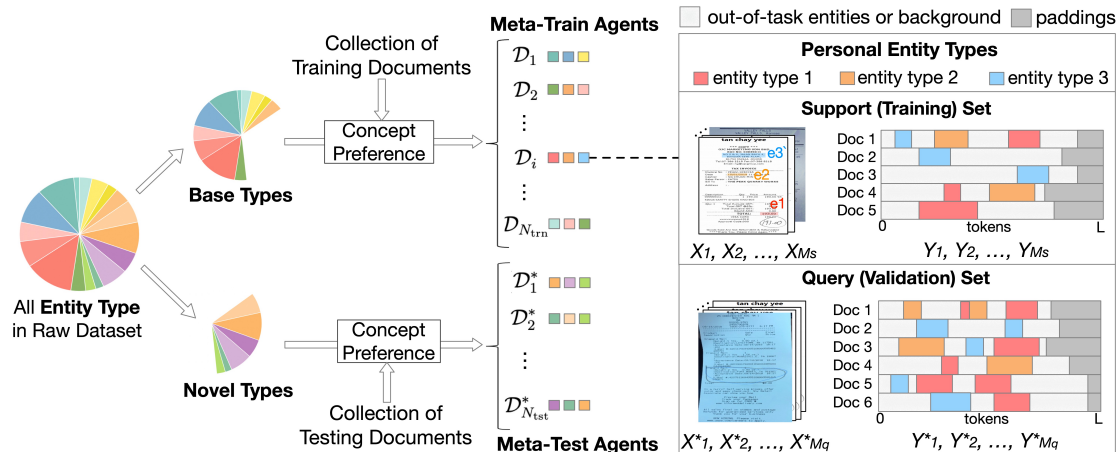 All Entity Type
in Raw Dataset
Base Types
Novel Types
Collection of
Training Documents
Concept
Preference
Concept
Preference
Collection of
Testing Documents
Meta-Train Agents
𝒟₁
𝒟₂
⋮
𝒟ᵢ
⋮
𝒟_{N_trn}
𝒟*₁
𝒟*₂
⋮
𝒟*_{N_tst}
Meta-Test Agents
out-of-task entities or background
paddings
Personal Entity Types
entity type 1
entity type 2
entity type 3
Support (Training) Set
tan chay yee
e3
e2
e1
X1, X2, ..., XMs
Doc 1
Doc 2
Doc 3
Doc 4
Doc 5
0 tokens L
Y1, Y2, ..., YMs
Query (Validation) Set
tan chay yee
X*1, X*2, ..., X*Mq
Doc 1
Doc 2
Doc 3
Doc 4
Doc 5
Doc 6
0 tokens L
Y*1, Y*2, ..., Y*Mq